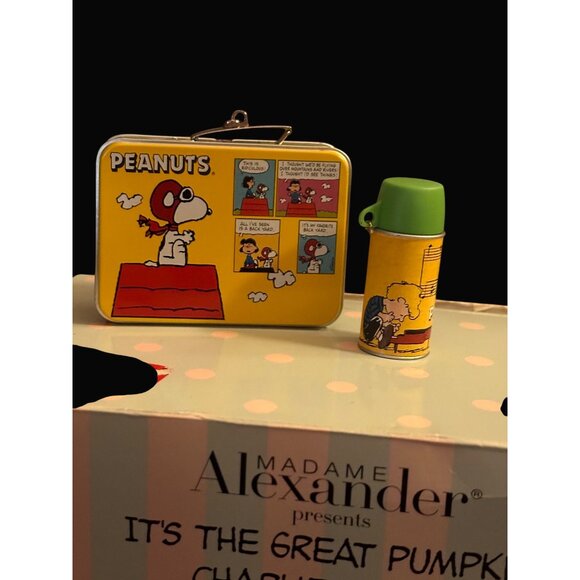 PEANUTS®
THIS IS
RIDICULOUS!
I THOUGHT WE'D BE FLYING
OVER MOUNTAINS AND RIVERS
I THOUGHT I'D SEE THINGS
ALL I'VE SEEN
IS A BACK YARD..
IT'S MY FAVORITE
BACK YARD..
MADAME
Alexander®
presents
IT'S THE GREAT PUMPK